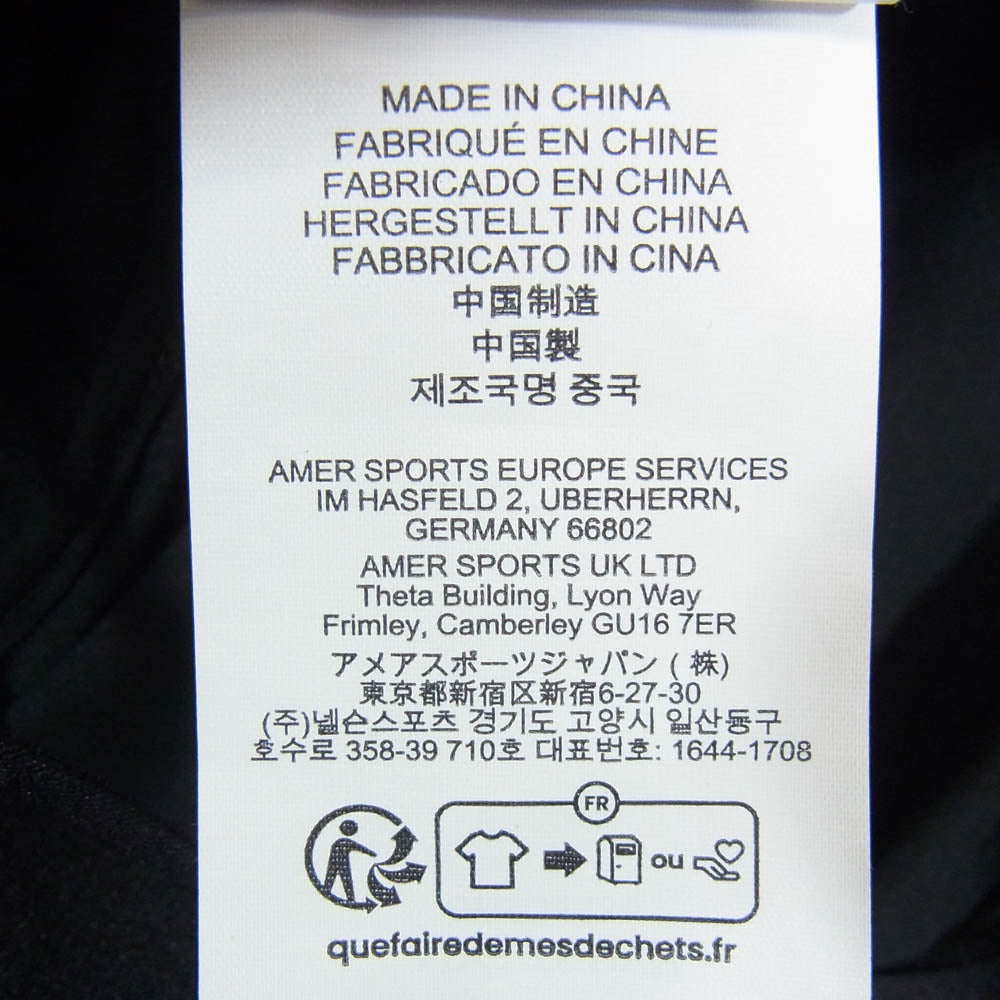 MADE IN CHINA
FABRIQUÉ EN CHINE
FABRICADO EN CHINA
HERGESTELLT IN CHINA
FABBRICATO IN CINA
中国制造
中国製
제조국명 중국
AMER SPORTS EUROPE SERVICES
IM HASFELD 2, UBERHERRN,
GERMANY 66802
AMER SPORTS UK LTD
Theta Building, Lyon Way
Frimley, Camberley GU16 7ER
アメアスポーツジャパン ( 株)
東京都新宿区新宿6-27-30
(주)넬슨스포츠 경기도 고양시 일산동구
호수로 358-39 710호 대표번호: 1644-1708
FR
ou
quefairedemesdechets.fr